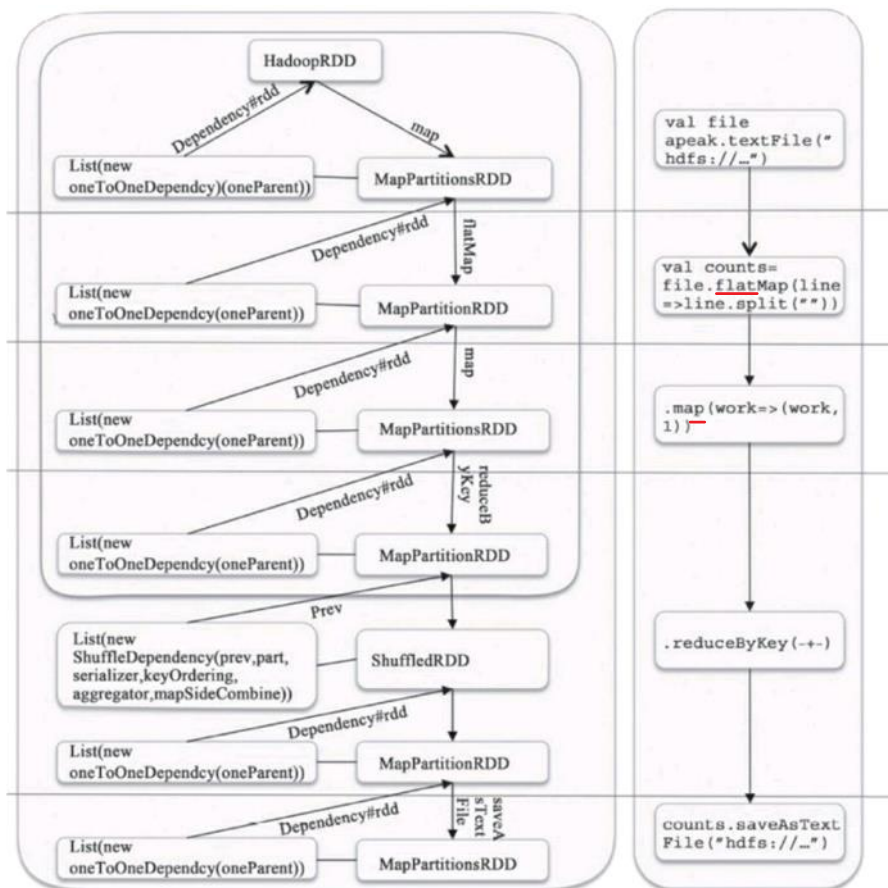 HadoopRDD
Dependency#rdd
map
List(new
oneToOneDependcy)(oneParent))
MapPartitionsRDD
val file
apeak.textFile("
hdfs://…")
Dependency#rdd
flatMap
List(new
oneToOneDependcy(oneParent))
MapPartitionRDD
val counts=
file.flatMap(line
=>line.split(""))
Dependency#rdd
map
List(new
oneToOneDependcy(oneParent))
MapPartitionsRDD
.map(work=>(work,
1))
Dependency#rdd
reduceB
yKey
List(new
oneToOneDependcy(oneParent))
MapPartitionRDD
Prev
List(new
ShuffleDependency(prev,part,
serializer,keyOrdering,
aggregator,mapSideCombine))
ShuffledRDD
.reduceByKey(-+-)
Dependency#rdd
List(new
oneToOneDependcy(oneParent))
MapPartitionRDD
Dependency#rdd
saveA
sText
File
List(new
oneToOneDependcy(oneParent))
MapPartitionsRDD
counts.saveAsText
File("hdfs://…")